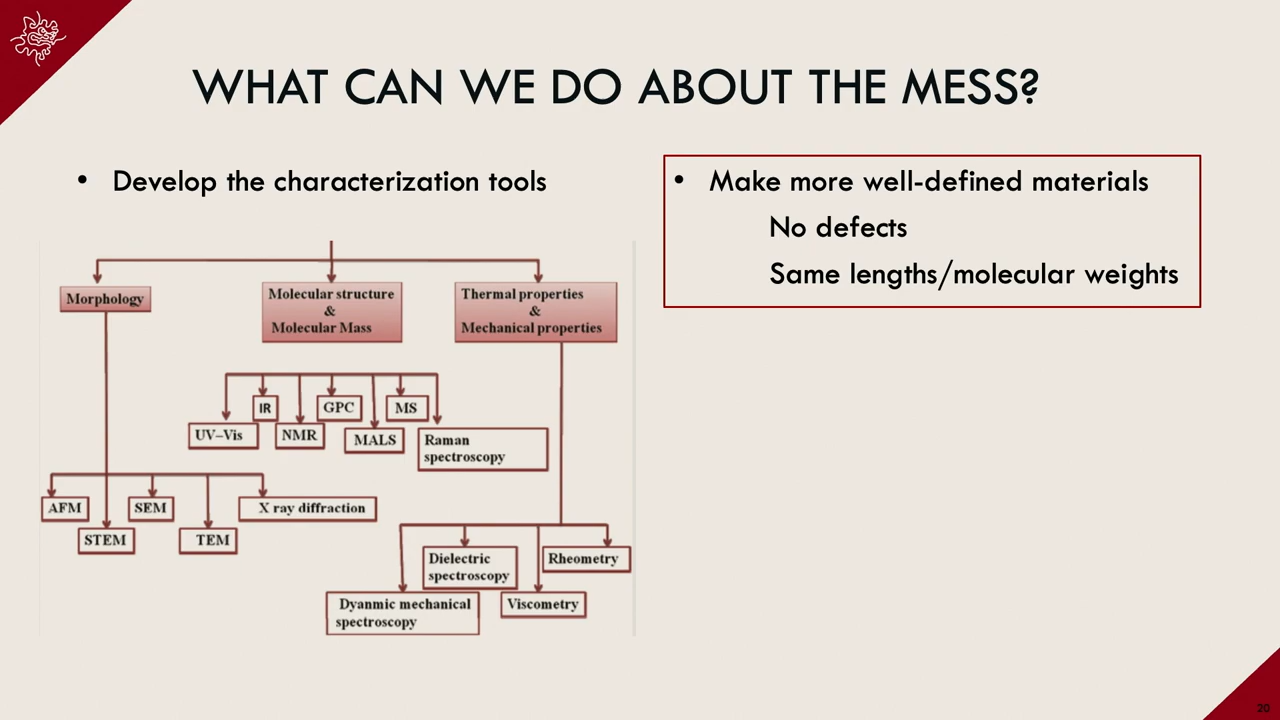 WHAT CAN WE DO ABOUT THE MESS?
• Develop the characterization tools
Morphology
Molecular structure
&
Molecular Mass
Thermal properties
&
Mechanical properties
IR
GPC
MS
UV–Vis
NMR
MALS
Raman
spectroscopy
AFM
SEM
X ray diffraction
STEM
TEM
Dielectric
spectroscopy
Rheometry
Dyanmic mechanical
spectroscopy
Viscometry
• Make more well-defined materials
No defects
Same lengths/molecular weights
20